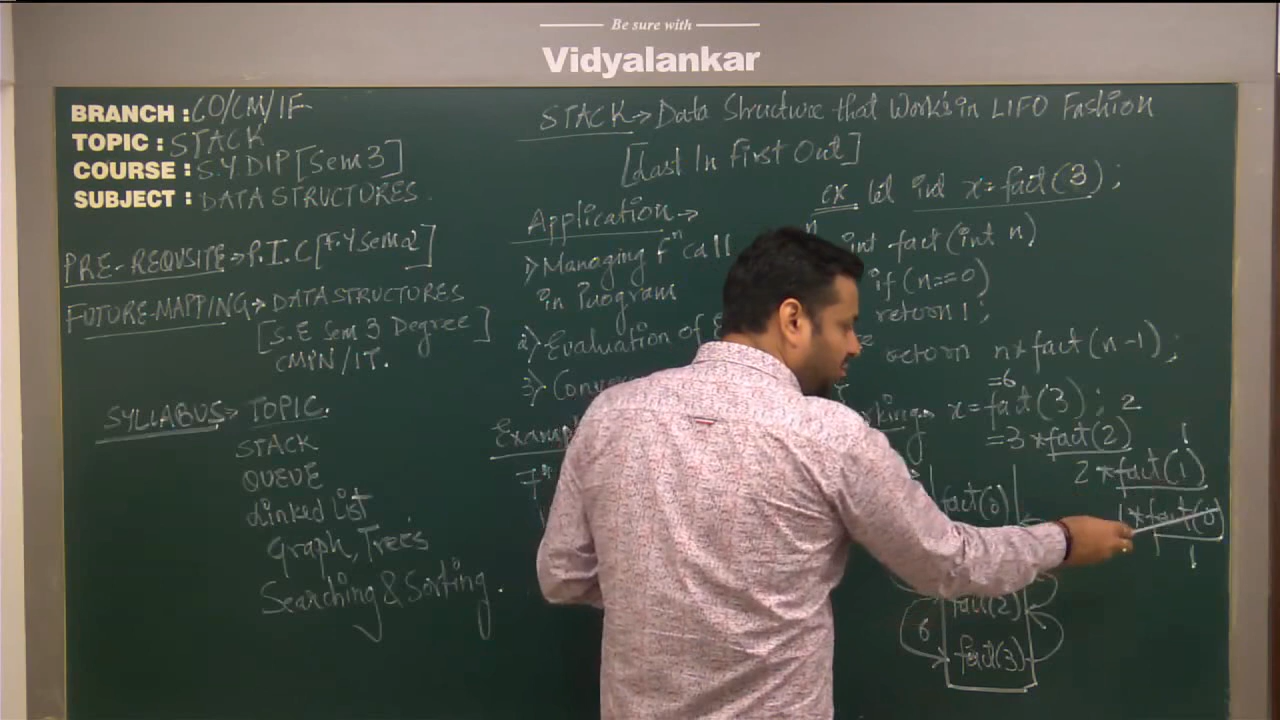 Be sure with
Vidyalankar
BRANCH : CO/CM/IF
TOPIC : STACK
COURSE : S.Y.DIP [Sem 3]
SUBJECT : DATA STRUCTURES
PRE-REQUSITE → P.I.C [F.Y Sem 2]
FUTURE MAPPING → DATA STRUCTURES
[S.E Sem 3 Degree]
CMPN/IT.
SYLLABUS → TOPIC.
STACK
QUEUE
Linked List
Graph, Trees
Searching & Sorting
STACK → Data Structure that Works in LIFO Fashion
[Last In First Out]
Application →
1) Managing fⁿ call
in Program
2) Evaluation of
3)
ex let int x = fact(3);
int fact(int n)
if (n==0)
return 1;
return n*fact(n-1);
=6
x = fact(3); 2
= 3*fact(2) 1
2*fact(1)
1*fact(0)
1
fact(0)
fact(2)
6
fact(3)